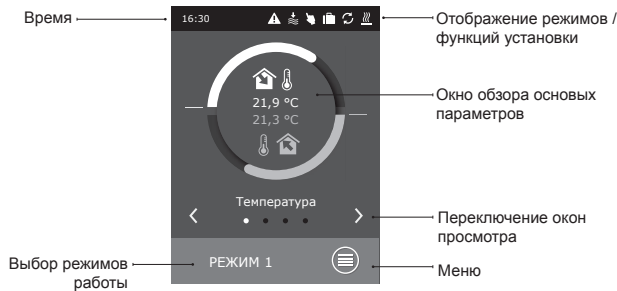 Время
16:30
Отображение режимов /
функций установки
21,9 °C
21,3 °C
Окно обзора основых
параметров
Температура
Переключение окон
просмотра
Выбор режимов
работы
РЕЖИМ 1
Меню